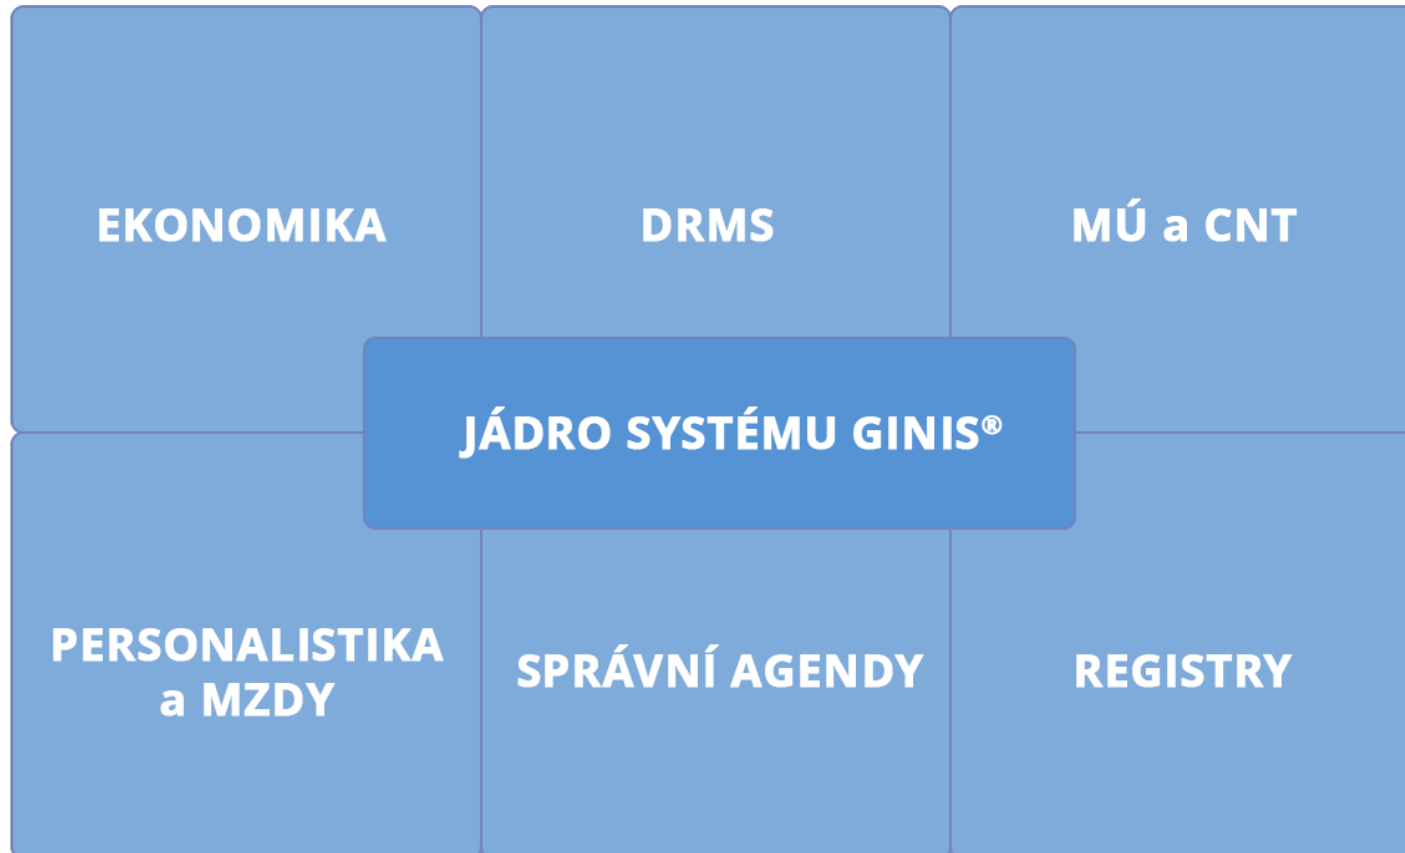 EKONOMIKA
DRMS
MÚ a CNT
JÁDRO SYSTÉMU GINIS®
PERSONALISTIKA
a MZDY
SPRÁVNÍ AGENDY
REGISTRY